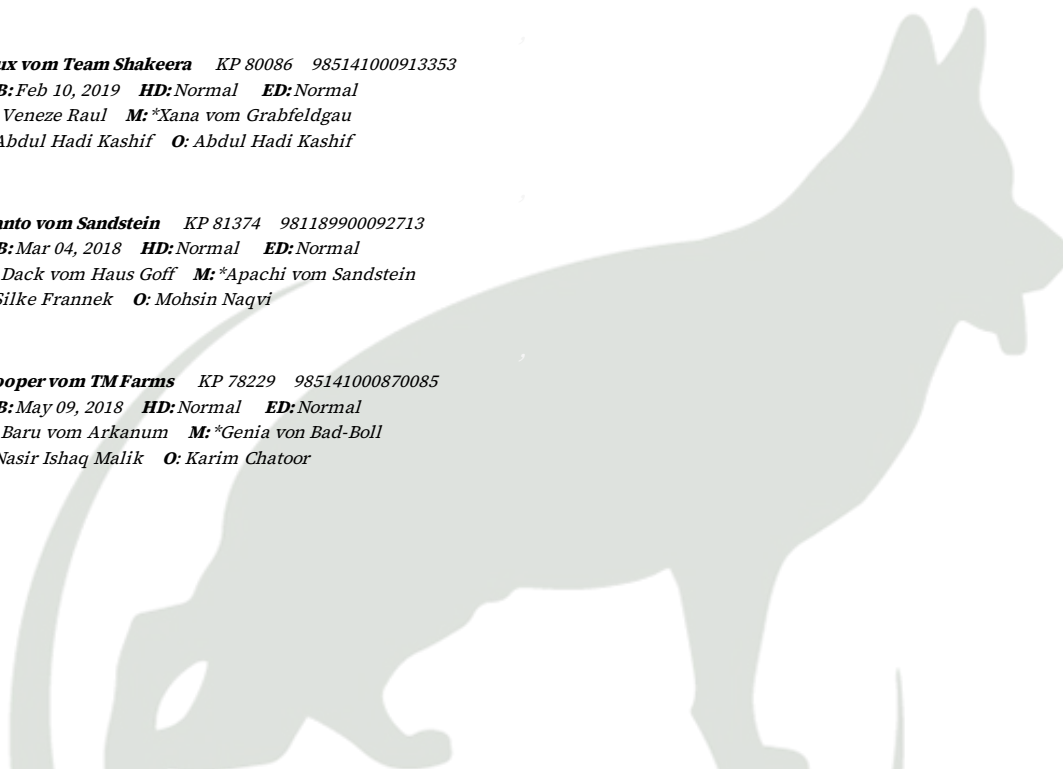 ux vom Team Shakeera KP 80086 985141000913353
B: Feb 10, 2019 HD: Normal ED: Normal
Veneze Raul M: *Xana vom Grabfeldgau
Abdul Hadi Kashif O: Abdul Hadi Kashif
anto vom Sandstein KP 81374 981189900092713
B: Mar 04, 2018 HD: Normal ED: Normal
Dack vom Haus Goff M: *Apachi vom Sandstein
Silke Frannek O: Mohsin Naqvi
ooper vom TM Farms KP 78229 985141000870085
B: May 09, 2018 HD: Normal ED: Normal
Baru vom Arkanum M: *Genia von Bad-Boll
Nasir Ishaq Malik O: Karim Chatoor